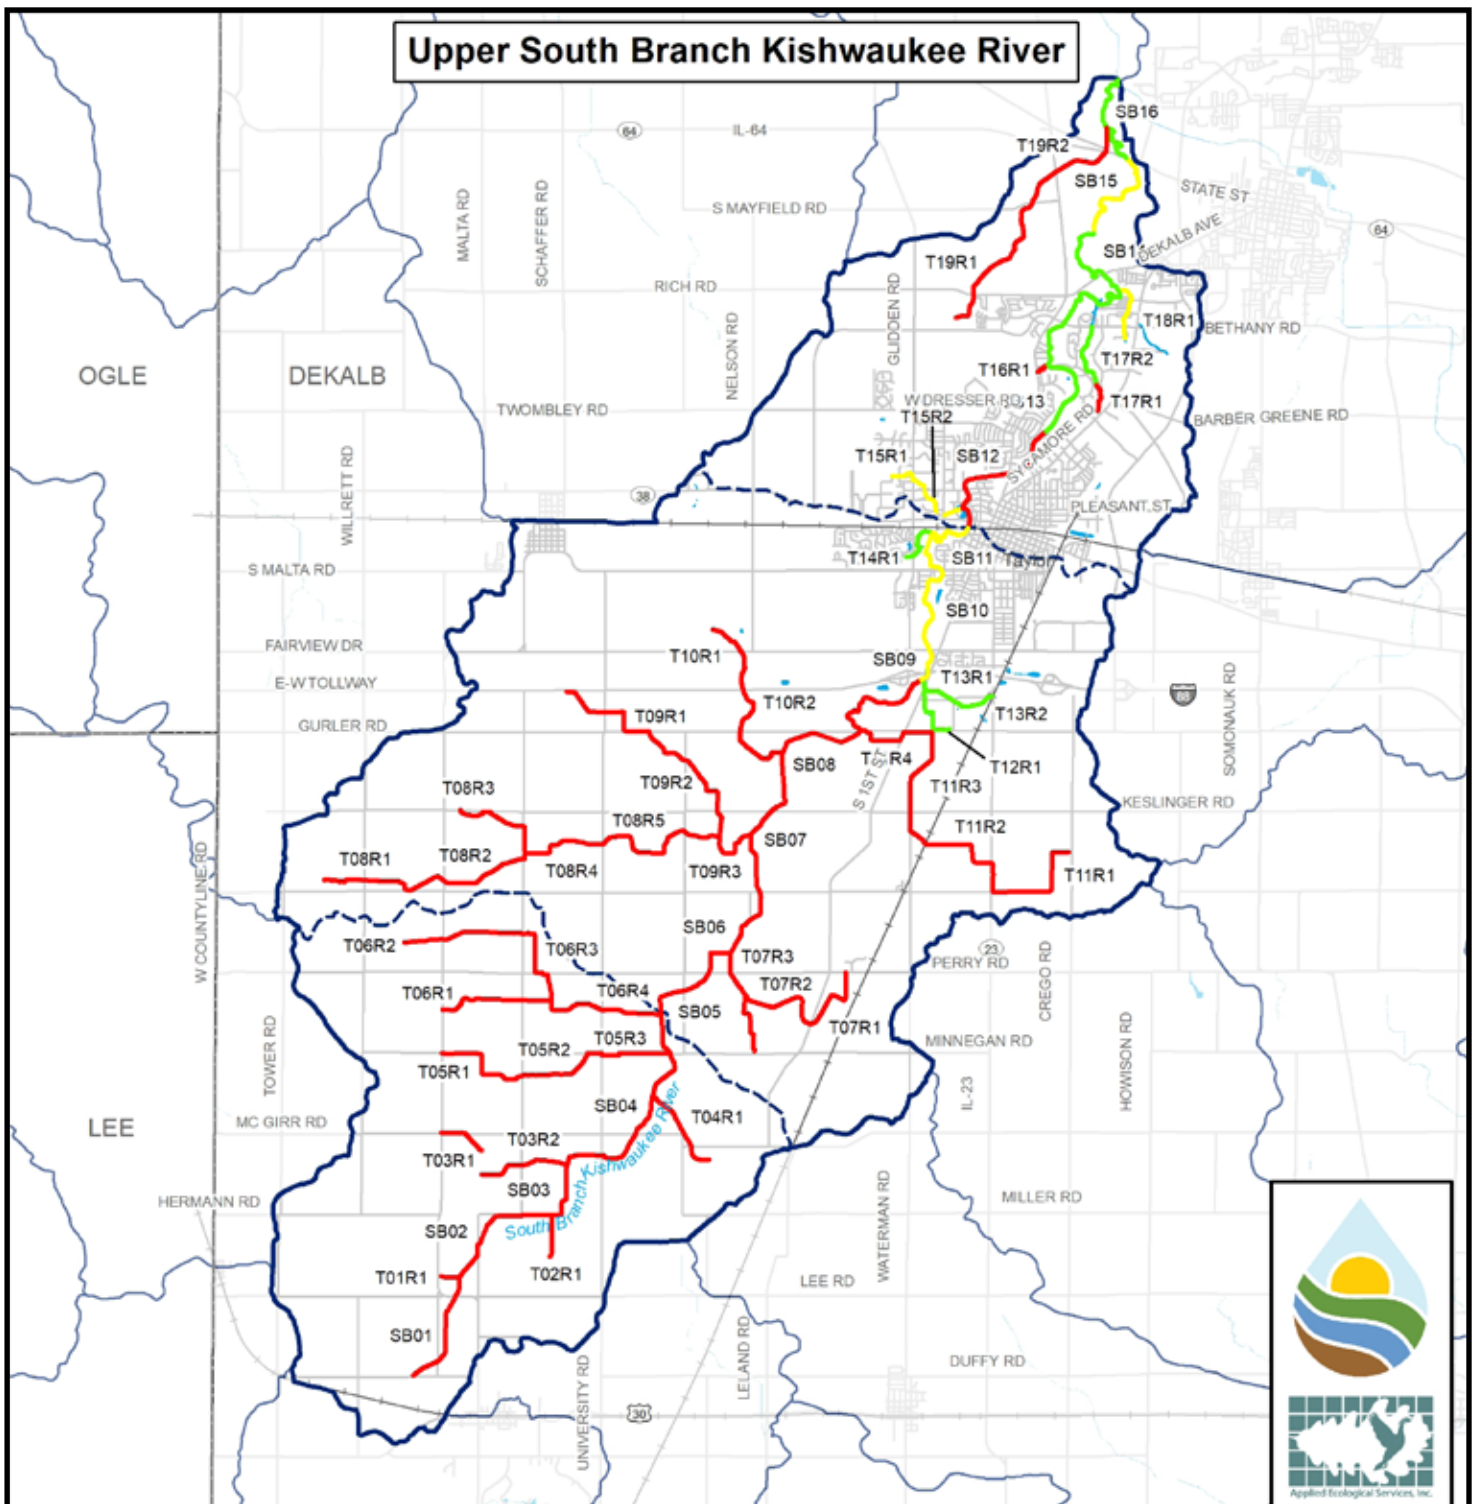 Upper South Branch Kishwaukee River
SB16
64
IL-64
T19R2
SB15
STATE ST
MALTA RD
SCHAFFER RD
S MAYFIELD RD
64
DEKALB AVE
T19R1
GLIDDEN RD
RICH RD
T18R1
BETHANY RD
NELSON RD
T17R2
OGLE
DEKALB
T16R1
W DRESSER RD
T17R1
TWOMBLEY RD
T15R2
SYCAMORE RD
BARBER GREENE RD
T15R1
SB12
WILLRETT RD
38
PLEASANT ST
T14R1
SB11
Taylor
S MALTA RD
SB10
FAIRVIEW DR
T10R1
SB09
T13R1
E-W TOLLWAY
T10R2
88
SOMONAUK RD
T09R1
T13R2
GURLER RD
SB08
S 1ST ST
T12R1
T09R2
T11R3
T08R3
KESLINGER RD
T08R5
T11R2
SB07
W COUNTYLINE RD
T08R1
T08R2
T08R4
T09R3
T11R1
SB06
T06R2
T06R3
T07R3
23
PERRY RD
CREGO RD
T07R2
T06R1
T06R4
SB05
T07R1
TOWER RD
T05R3
MINNEGAN RD
HOWISON RD
T05R2
T05R1
IL-23
SB04
LEE
MC GIRR RD
T04R1
T03R2
T03R1
South Branch Kishwaukee River
SB03
HERMANN RD
MILLER RD
WATERMAN RD
SB02
T01R1
T02R1
LEE RD
SB01
LELAND RD
DUFFY RD
UNIVERSITY RD
30
Applied Ecological Services, Inc.